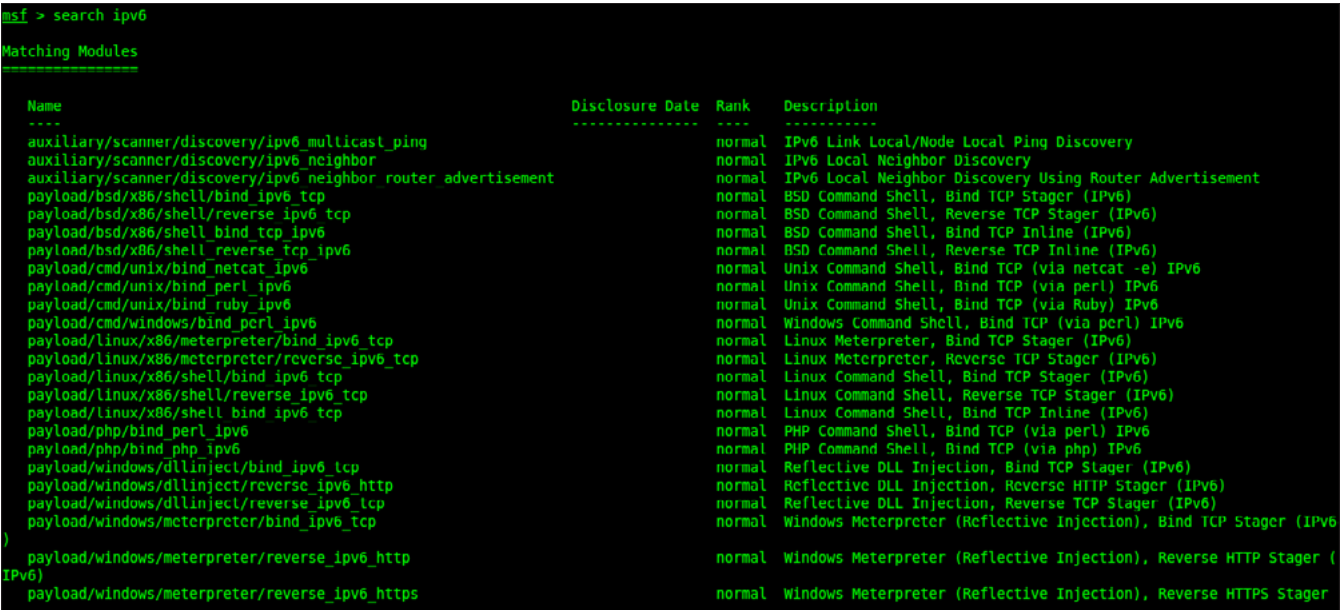 msf > search ipv6
Matching Modules
================
Name Disclosure Date Rank Description
---- --------------- ---- -----------
auxiliary/scanner/discovery/ipv6_multicast_ping normal IPv6 Link Local/Node Local Ping Discovery
auxiliary/scanner/discovery/ipv6_neighbor normal IPv6 Local Neighbor Discovery
auxiliary/scanner/discovery/ipv6_neighbor_router_advertisement normal IPv6 Local Neighbor Discovery Using Router Advertisement
payload/bsd/x86/shell/bind_ipv6_tcp normal BSD Command Shell, Bind TCP Stager (IPv6)
payload/bsd/x86/shell/reverse_ipv6_tcp normal BSD Command Shell, Reverse TCP Stager (IPv6)
payload/bsd/x86/shell_bind_tcp_ipv6 normal BSD Command Shell, Bind TCP Inline (IPv6)
payload/bsd/x86/shell_reverse_tcp_ipv6 normal BSD Command Shell, Reverse TCP Inline (IPv6)
payload/cmd/unix/bind_netcat_ipv6 normal Unix Command Shell, Bind TCP (via netcat -e) IPv6
payload/cmd/unix/bind_perl_ipv6 normal Unix Command Shell, Bind TCP (via perl) IPv6
payload/cmd/unix/bind_ruby_ipv6 normal Unix Command Shell, Bind TCP (via Ruby) IPv6
payload/cmd/windows/bind_perl_ipv6 normal Windows Command Shell, Bind TCP (via perl) IPv6
payload/linux/x86/meterpreter/bind_ipv6_tcp normal Linux Meterpreter, Bind TCP Stager (IPv6)
payload/linux/x86/meterpreter/reverse_ipv6_tcp normal Linux Meterpreter, Reverse TCP Stager (IPv6)
payload/linux/x86/shell/bind_ipv6_tcp normal Linux Command Shell, Bind TCP Stager (IPv6)
payload/linux/x86/shell/reverse_ipv6_tcp normal Linux Command Shell, Reverse TCP Stager (IPv6)
payload/linux/x86/shell_bind_ipv6_tcp normal Linux Command Shell, Bind TCP Inline (IPv6)
payload/php/bind_perl_ipv6 normal PHP Command Shell, Bind TCP (via perl) IPv6
payload/php/bind_php_ipv6 normal PHP Command Shell, Bind TCP (via php) IPv6
payload/windows/dllinject/bind_ipv6_tcp normal Reflective DLL Injection, Bind TCP Stager (IPv6)
payload/windows/dllinject/reverse_ipv6_http normal Reflective DLL Injection, Reverse HTTP Stager (IPv6)
payload/windows/dllinject/reverse_ipv6_tcp normal Reflective DLL Injection, Reverse TCP Stager (IPv6)
payload/windows/meterpreter/bind_ipv6_tcp normal Windows Meterpreter (Reflective Injection), Bind TCP Stager (IPv6
)
payload/windows/meterpreter/reverse_ipv6_http normal Windows Meterpreter (Reflective Injection), Reverse HTTP Stager (
IPv6)
payload/windows/meterpreter/reverse_ipv6_https normal Windows Meterpreter (Reflective Injection), Reverse HTTPS Stager